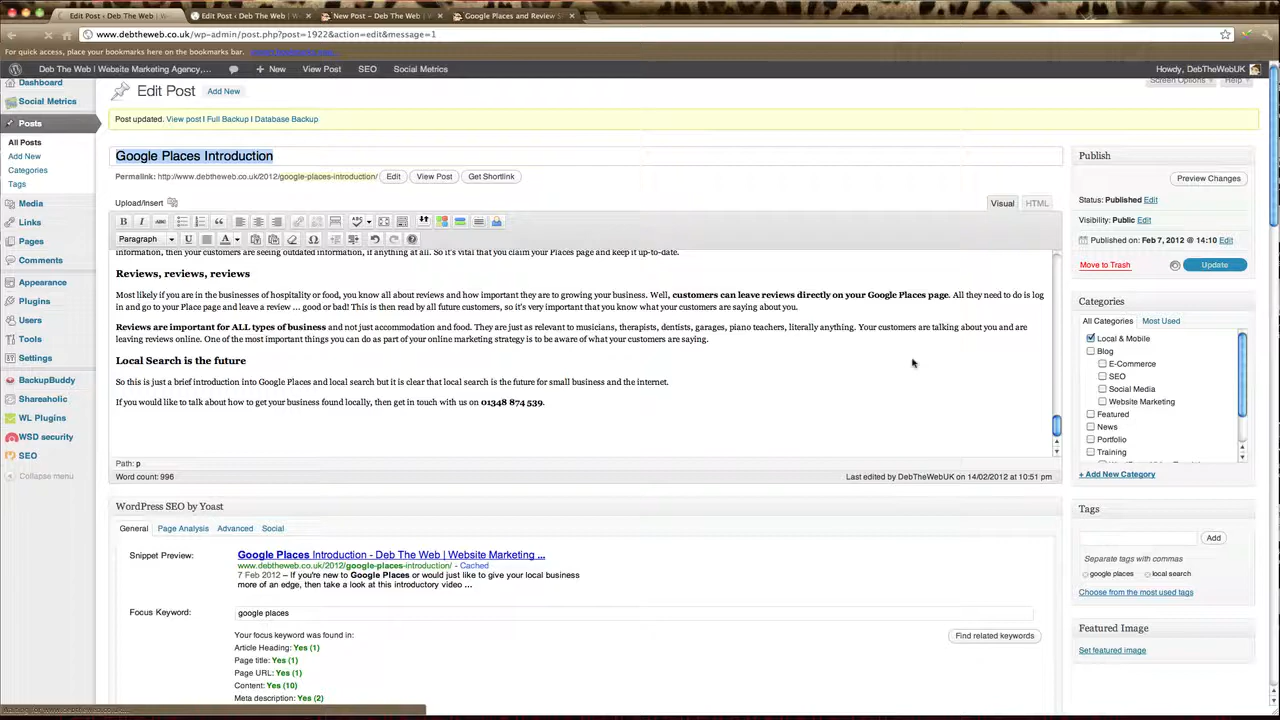 Edit Post ‹ Deb The Web | W
Edit Post ‹ Deb The Web | Web
New Post – Deb The Web | W
Google Places and Review S
www.debtheweb.co.uk/wp-admin/post.php?post=1922&action=edit&message=1
For quick access, place your bookmarks here on the bookmarks bar.
Deb The Web | Website Marketing Agency,... + New View Post SEO Social Metrics Howdy, DebTheWebUK
Dashboard
Social Metrics
Posts
All Posts
Add New
Categories
Tags
Media
Links
Pages
Comments
Appearance
Plugins
Users
Tools
Settings
BackupBuddy
Shareaholic
WL Plugins
WSD security
SEO
Collapse menu
Screen Options Help
Edit Post Add New
Post updated. View post | Full Backup | Database Backup
Google Places Introduction
Permalink: http://www.debtheweb.co.uk/2012/google-places-introduction/ Edit View Post Get Shortlink
Upload/Insert Visual HTML
B I ABC
Paragraph U A
information, then your customers are seeing outdated information, if anything at all. So it's vital that you claim your Places page and keep it up-to-date.
Reviews, reviews, reviews
Most likely if you are in the businesses of hospitality or food, you know all about reviews and how important they are to growing your business. Well, customers can leave reviews directly on your Google Places page. All they need to do is log
in and go to your Place page and leave a review ... good or bad! This is then read by all future customers, so it's very important that you know what your customers are saying about you.
Reviews are important for ALL types of business and not just accommodation and food. They are just as relevant to musicians, therapists, dentists, garages, piano teachers, literally anything. Your customers are talking about you and are
leaving reviews online. One of the most important things you can do as part of your online marketing strategy is to be aware of what your customers are saying.
Local Search is the future
So this is just a brief introduction into Google Places and local search but it is clear that local search is the future for small business and the internet.
If you would like to talk about how to get your business found locally, then get in touch with us on 01348 874 539.
Path: p
Word count: 996 Last edited by DebTheWebUK on 14/02/2012 at 10:51 pm
WordPress SEO by Yoast
General Page Analysis Advanced Social
Snippet Preview: Google Places Introduction - Deb The Web | Website Marketing ...
www.debtheweb.co.uk/2012/google-places-introduction/ - Cached
7 Feb 2012 – If you're new to Google Places or would just like to give your local business
more of an edge, then take a look at this introductory video ...
Focus Keyword: google places
Your focus keyword was found in:
Find related keywords
Article Heading: Yes (1)
Page title: Yes (1)
Page URL: Yes (1)
Content: Yes (10)
Meta description: Yes (2)
Publish
Preview Changes
Status: Published Edit
Visibility: Public Edit
Published on: Feb 7, 2012 @ 14:10 Edit
Move to Trash Update
Categories
All Categories Most Used
Local & Mobile
Blog
E-Commerce
SEO
Social Media
Website Marketing
Featured
News
Portfolio
Training
+ Add New Category
Tags
Add
Separate tags with commas
google places local search
Choose from the most used tags
Featured Image
Set featured image